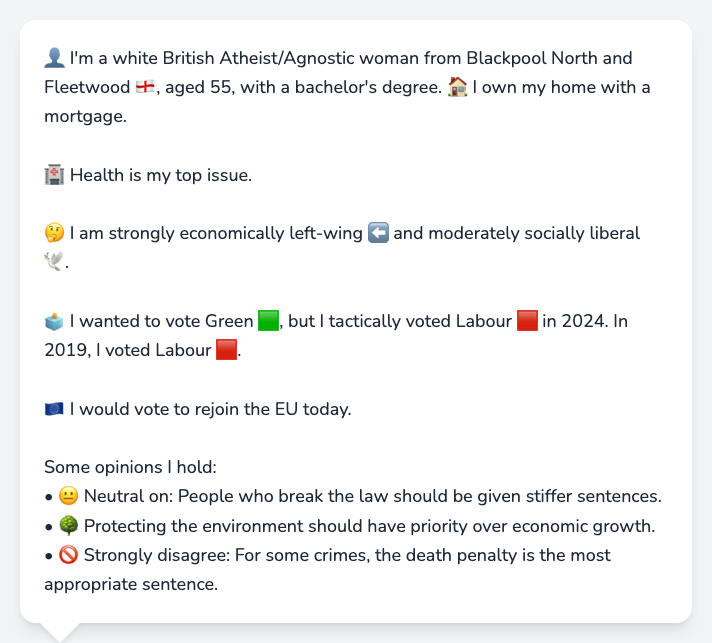 👤 I'm a white British Atheist/Agnostic woman from Blackpool North and
Fleetwood 🏴󠁧󠁢󠁥󠁮󠁧󠁿, aged 55, with a bachelor's degree. 🏠 I own my home with a
mortgage.
🏥 Health is my top issue.
🤔 I am strongly economically left-wing ⬅️ and moderately socially liberal
🕊️.
🗳️ I wanted to vote Green 🟩, but I tactically voted Labour 🟥 in 2024. In
2019, I voted Labour 🟥.
🇪🇺 I would vote to rejoin the EU today.
Some opinions I hold:
• 😐 Neutral on: People who break the law should be given stiffer sentences.
• 🌳 Protecting the environment should have priority over economic growth.
• 🚫 Strongly disagree: For some crimes, the death penalty is the most
appropriate sentence.